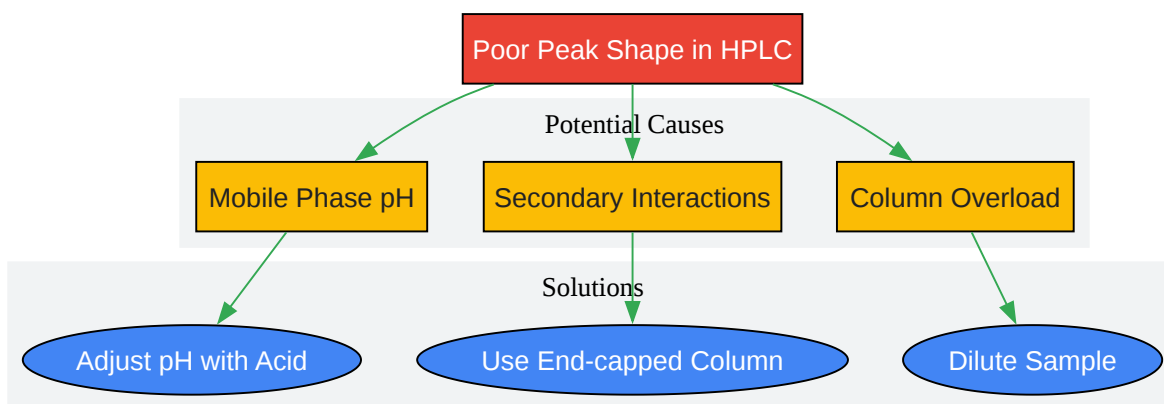 Poor Peak Shape in HPLC
Potential Causes
Mobile Phase pH
Secondary Interactions
Column Overload
Solutions
Adjust pH with Acid
Use End-capped Column
Dilute Sample